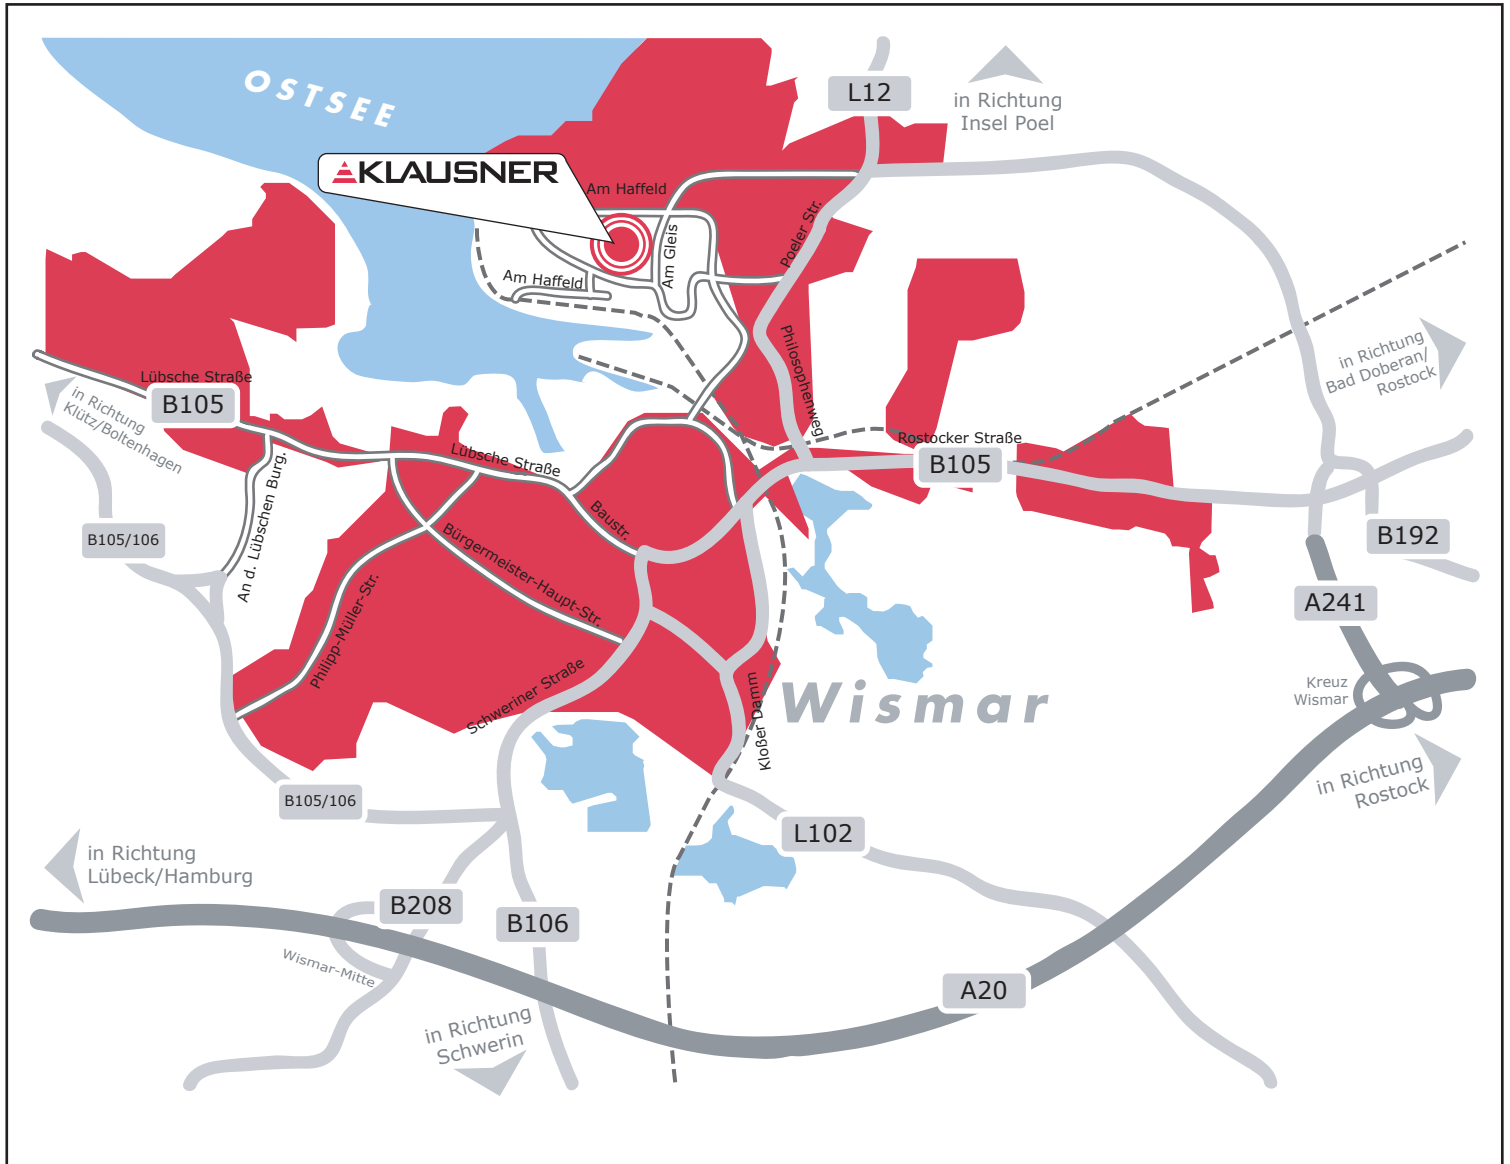 OSTSEE
L12
in Richtung
Insel Poel
KLAUSNER
Am Haffeld
Poeler Str.
Am Gleis
Am Haffeld
Philosophenweg
in Richtung
Bad Doberan/
Rostock
Lübsche Straße
B105
in Richtung
Klütz/Boltenhagen
Lübsche Straße
Rostocker Straße
B105
An d. Lübschen Burg.
B105/106
Baustr.
Bürgermeister-Haupt-Str.
B192
A241
Philipp-Müller-Str.
Schweriner Straße
Kloßer Damm
Wismar
Kreuz
Wismar
in Richtung
Rostock
B105/106
L102
in Richtung
Lübeck/Hamburg
B208
B106
Wismar-Mitte
A20
in Richtung
Schwerin